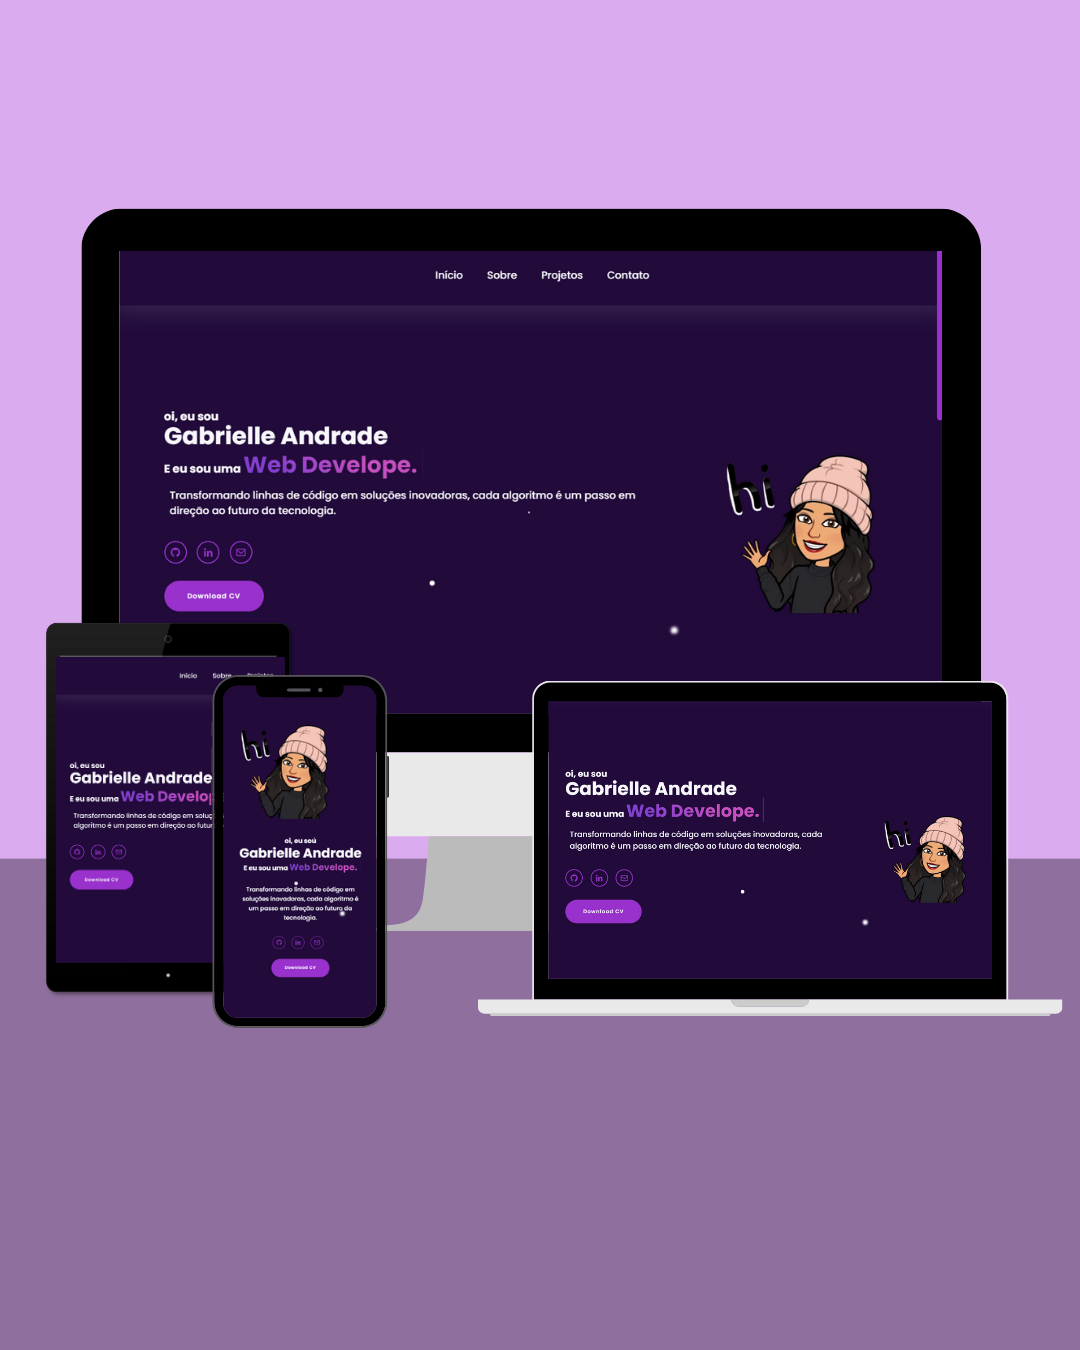 Início Sobre Projetos Contato
oi, eu sou
Gabrielle Andrade
E eu sou uma Web Develope.
Transformando linhas de código em soluções inovadoras, cada algoritmo é um passo em
direção ao futuro da tecnologia.
hi
in
Download CV
Início Sobre Projetos
oi, eu sou
Gabrielle Andrade
E eu sou uma Web Develop
Transformando linhas de código em soluç
algoritmo é um passo em direção ao futur
in
Download CV
hi
oi, eu sou
Gabrielle Andrade
E eu sou uma Web Develope.
Transformando linhas de código em
soluções inovadoras, cada algoritmo é
um passo em direção ao futuro da
tecnologia.
in
Download CV
oi, eu sou
Gabrielle Andrade
E eu sou uma Web Develope.
Transformando linhas de código em soluções inovadoras, cada
algoritmo é um passo em direção ao futuro da tecnologia.
hi
in
Download CV